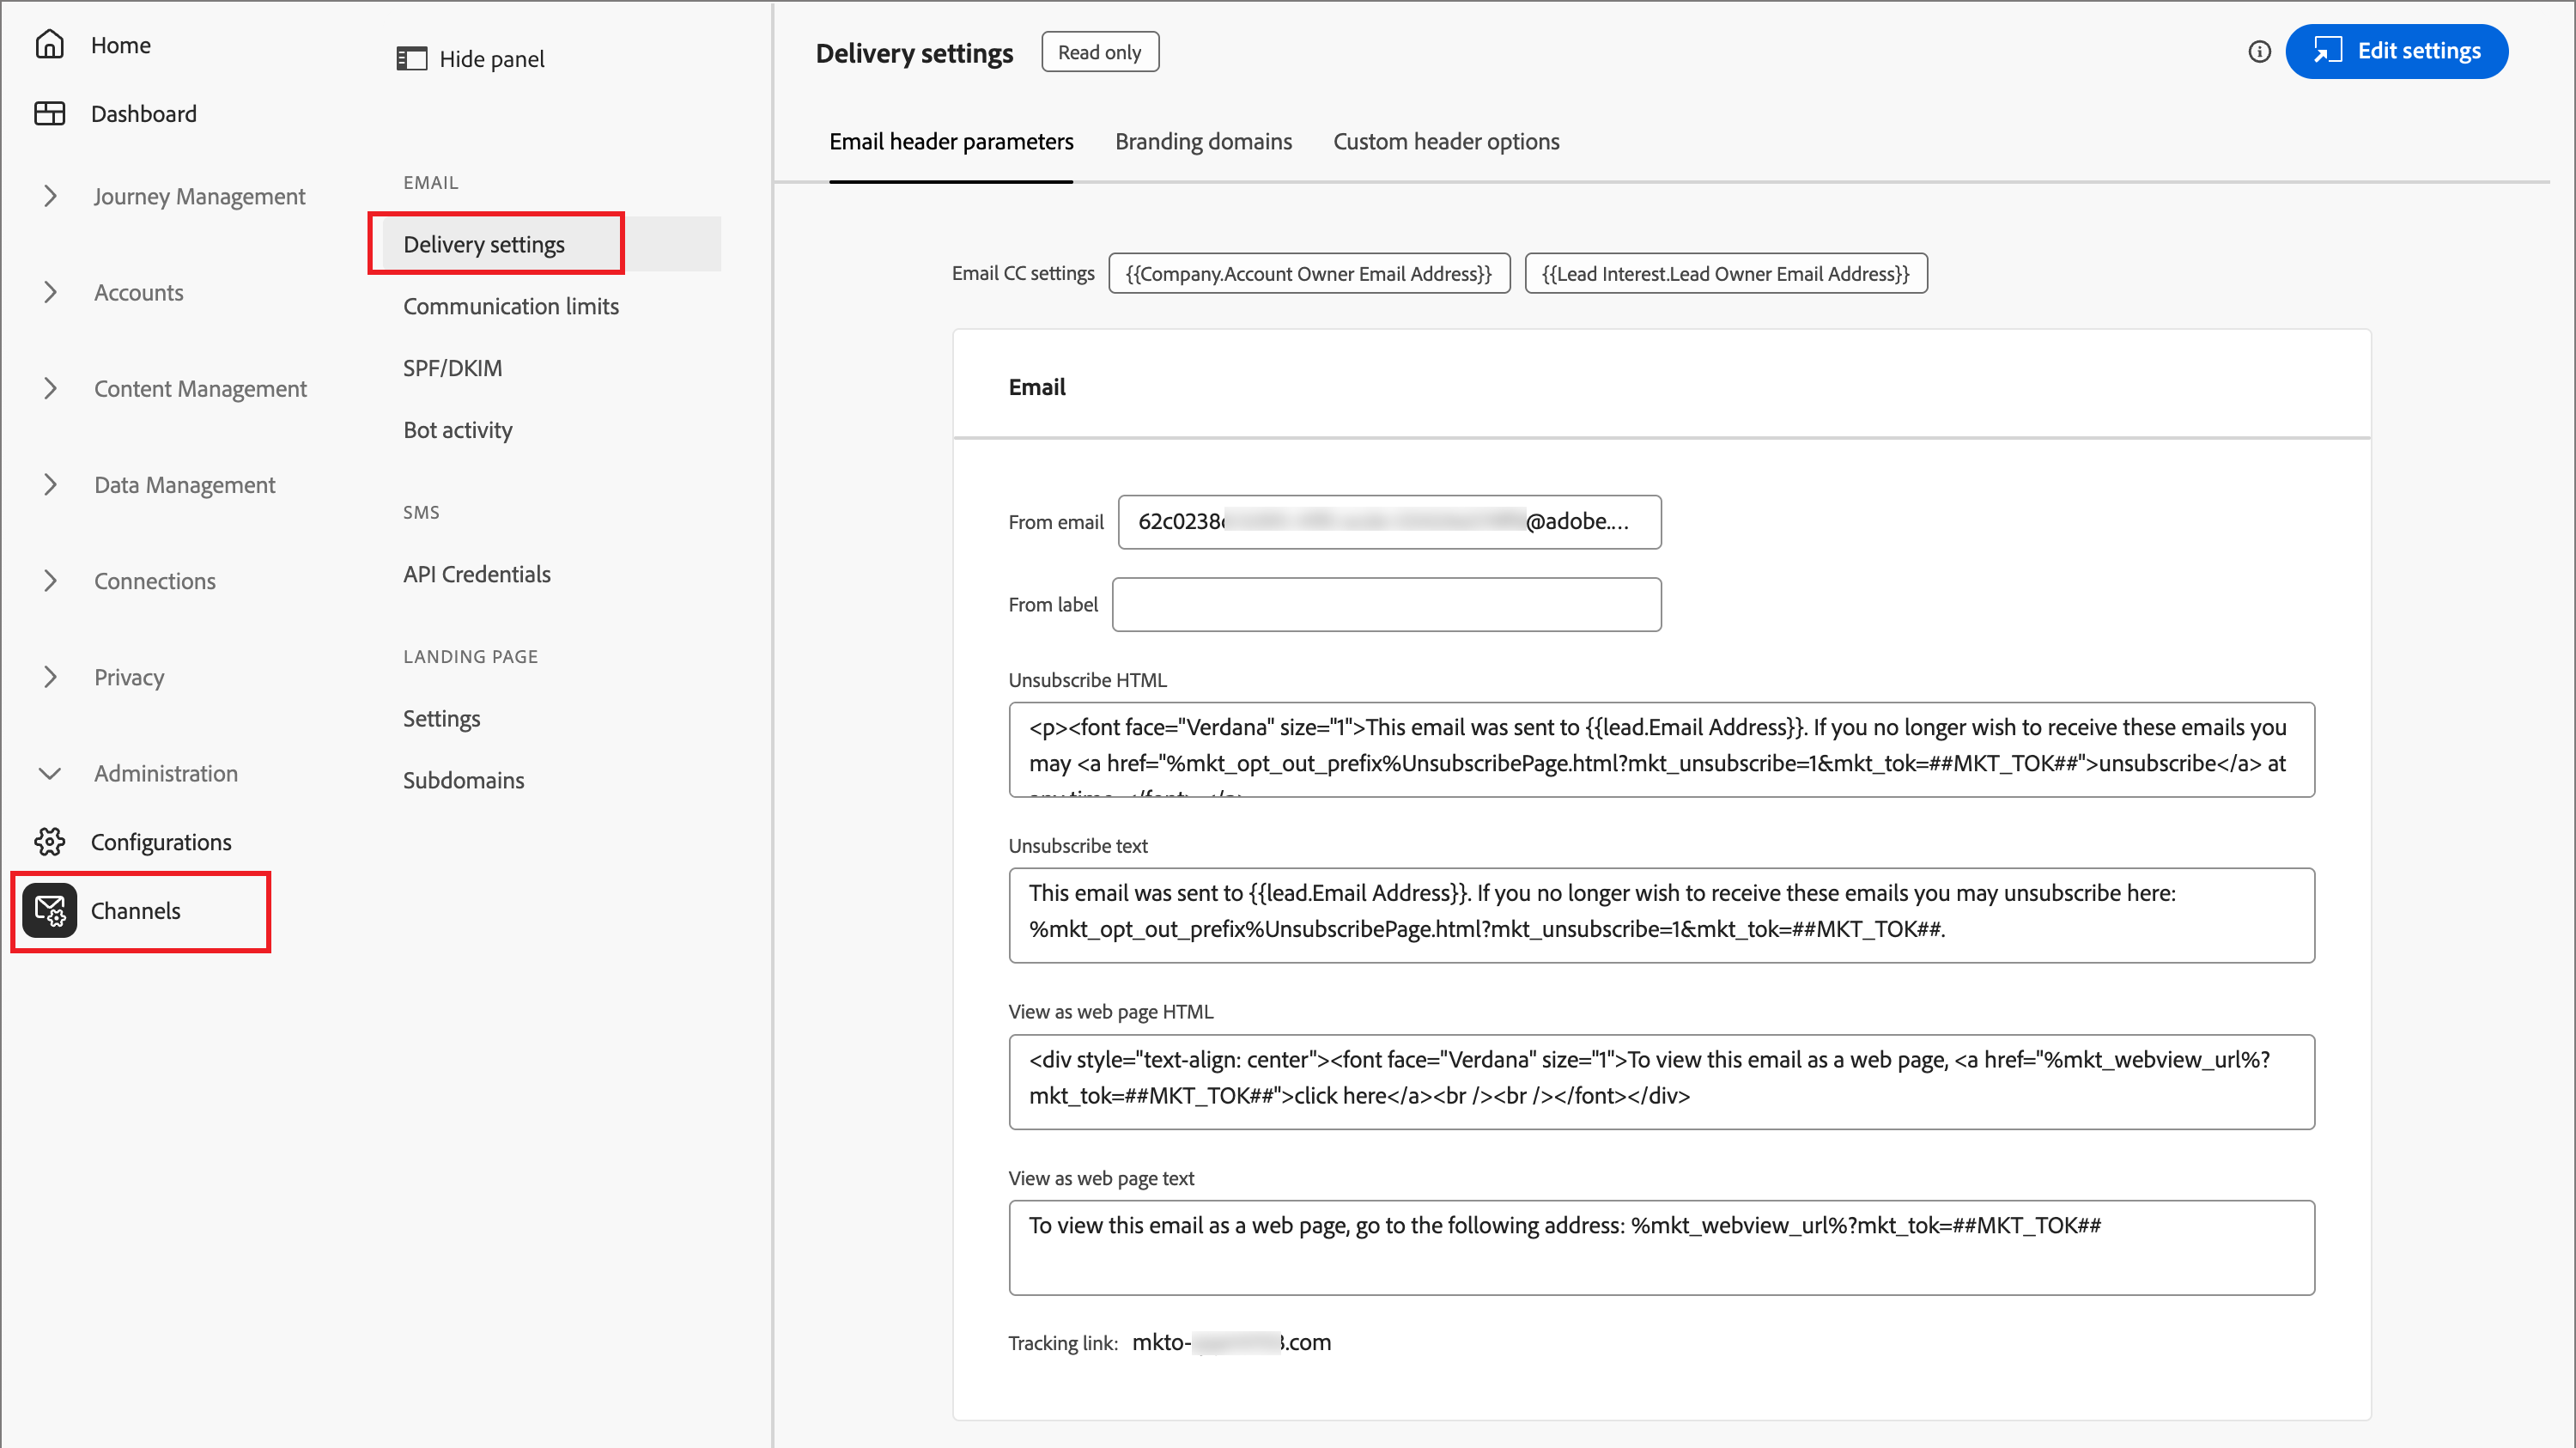 Home
Dashboard
Journey Management
Accounts
Content Management
Data Management
Connections
Privacy
Administration
Configurations
Channels
Hide panel
EMAIL
Delivery settings
Communication limits
SPF/DKIM
Bot activity
SMS
API Credentials
LANDING PAGE
Settings
Subdomains
Delivery settings
Read only
Edit settings
Email header parameters
Branding domains
Custom header options
Email CC settings
{{Company.Account Owner Email Address}}
{{Lead Interest.Lead Owner Email Address}}
Email
From email
62c0238 @adobe....
From label
Unsubscribe HTML
<p><font face="Verdana" size="1">This email was sent to {{lead.Email Address}}. If you no longer wish to receive these emails you
may <a href="%mkt_opt_out_prefix%UnsubscribePage.html?mkt_unsubscribe=1&mkt_tok=##MKT_TOK##">unsubscribe</a> at
Unsubscribe text
This email was sent to {{lead.Email Address}}. If you no longer wish to receive these emails you may unsubscribe here:
%mkt_opt_out_prefix%UnsubscribePage.html?mkt_unsubscribe=1&mkt_tok=##MKT_TOK##.
View as web page HTML
<div style="text-align: center"><font face="Verdana" size="1">To view this email as a web page, <a href="%mkt_webview_url%?
mkt_tok=##MKT_TOK##">click here</a><br /><br /></font></div>
View as web page text
To view this email as a web page, go to the following address: %mkt_webview_url%?mkt_tok=##MKT_TOK##
Tracking link: mkto- .com